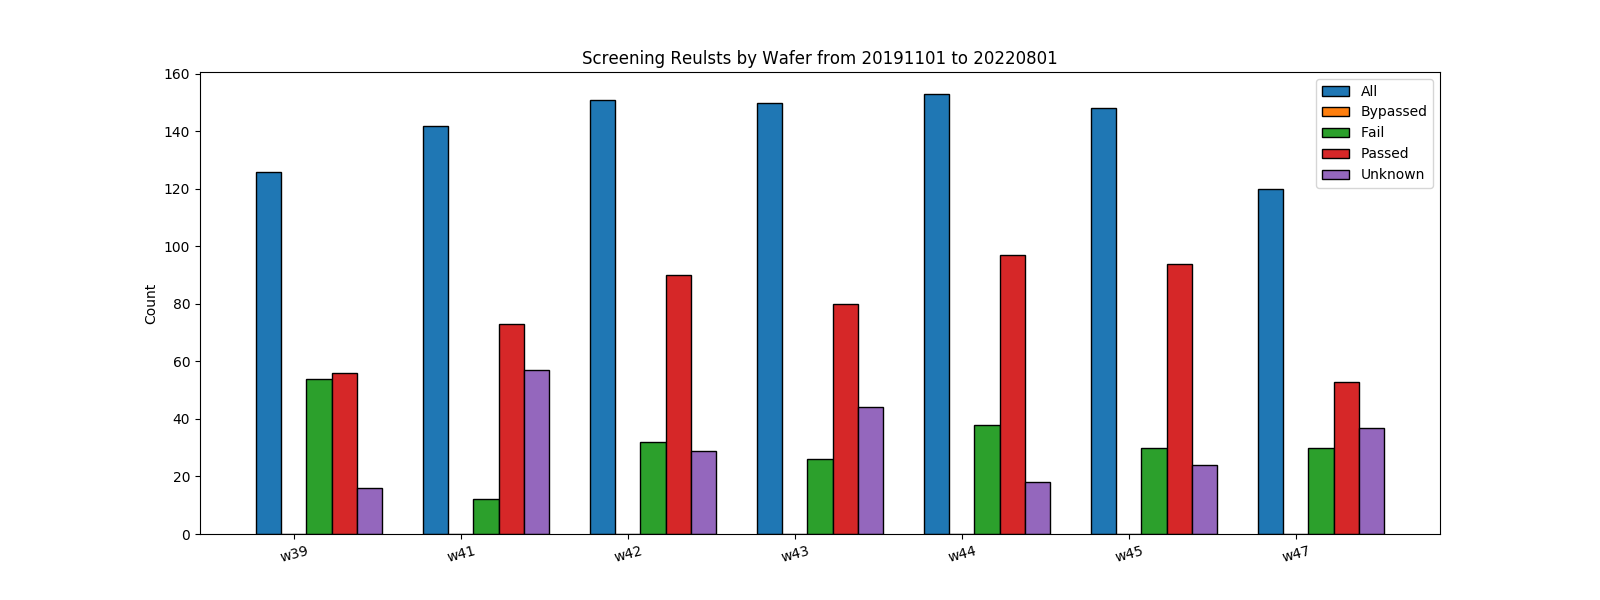 Screening Reulsts by Wafer from 20191101 to 20220801
160
140
120
100
80
60
40
20
0
Count
All
Bypassed
Fail
Passed
Unknown
w39
w41
w42
w43
w44
w45
w47